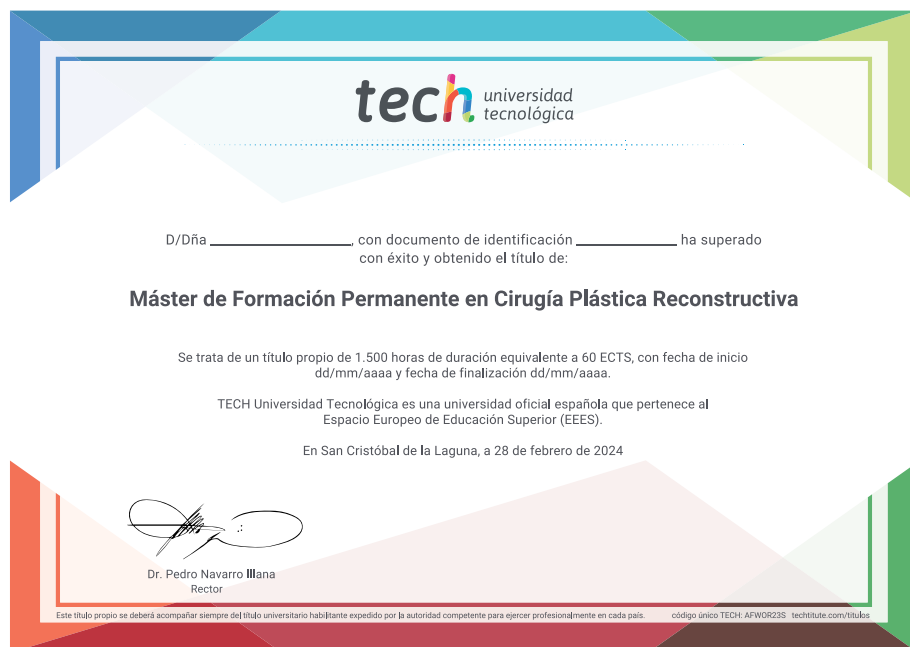 tech universidad
tecnológica
D/Dña ______________, con documento de identificación __________ ha superado
con éxito y obtenido el título de:
Máster de Formación Permanente en Cirugía Plástica Reconstructiva
Se trata de un título propio de 1.500 horas de duración equivalente a 60 ECTS, con fecha de inicio
dd/mm/aaaa y fecha de finalización dd/mm/aaaa.
TECH Universidad Tecnológica es una universidad oficial española que pertenece al
Espacio Europeo de Educación Superior (EEES).
En San Cristóbal de la Laguna, a 28 de febrero de 2024
Dr. Pedro Navarro Illana
Rector
Este título propio se deberá acompañar siempre del título universitario habilitante expedido por la autoridad competente para ejercer profesionalmente en cada país. código único TECH: AFWOR23S techtitute.com/titulos